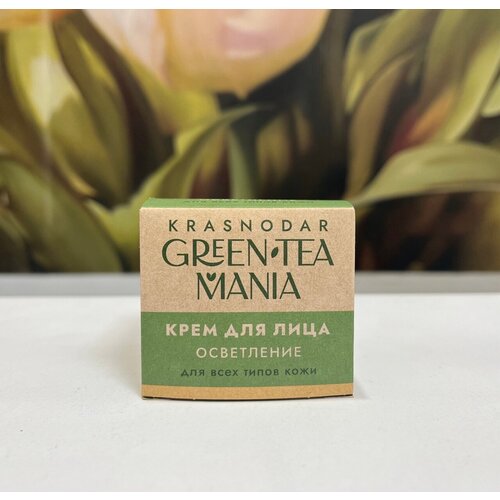 KRASNODAR
GREEN-TEA
MANIA
КРЕМ ДЛЯ ЛИЦА
ОСВЕТЛЕНИЕ
для всех типов кожи